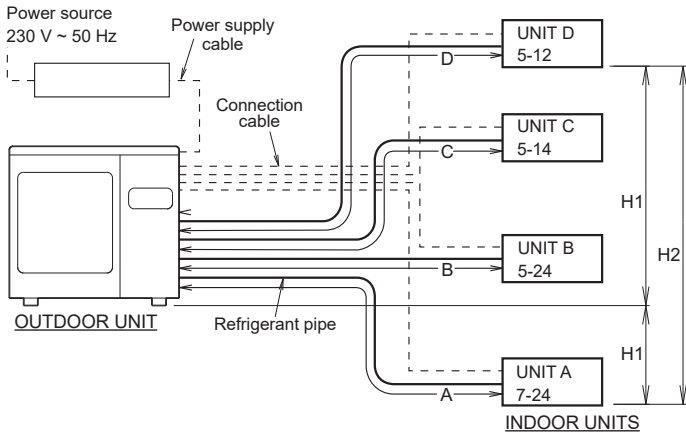 Power source
230 V ~ 50 Hz
Power supply
cable
Connection
cable
OUTDOOR UNIT
Refrigerant pipe
D
C
B
A
UNIT D
5-12
UNIT C
5-14
UNIT B
5-24
UNIT A
7-24
INDOOR UNITS
H1
H2
H1